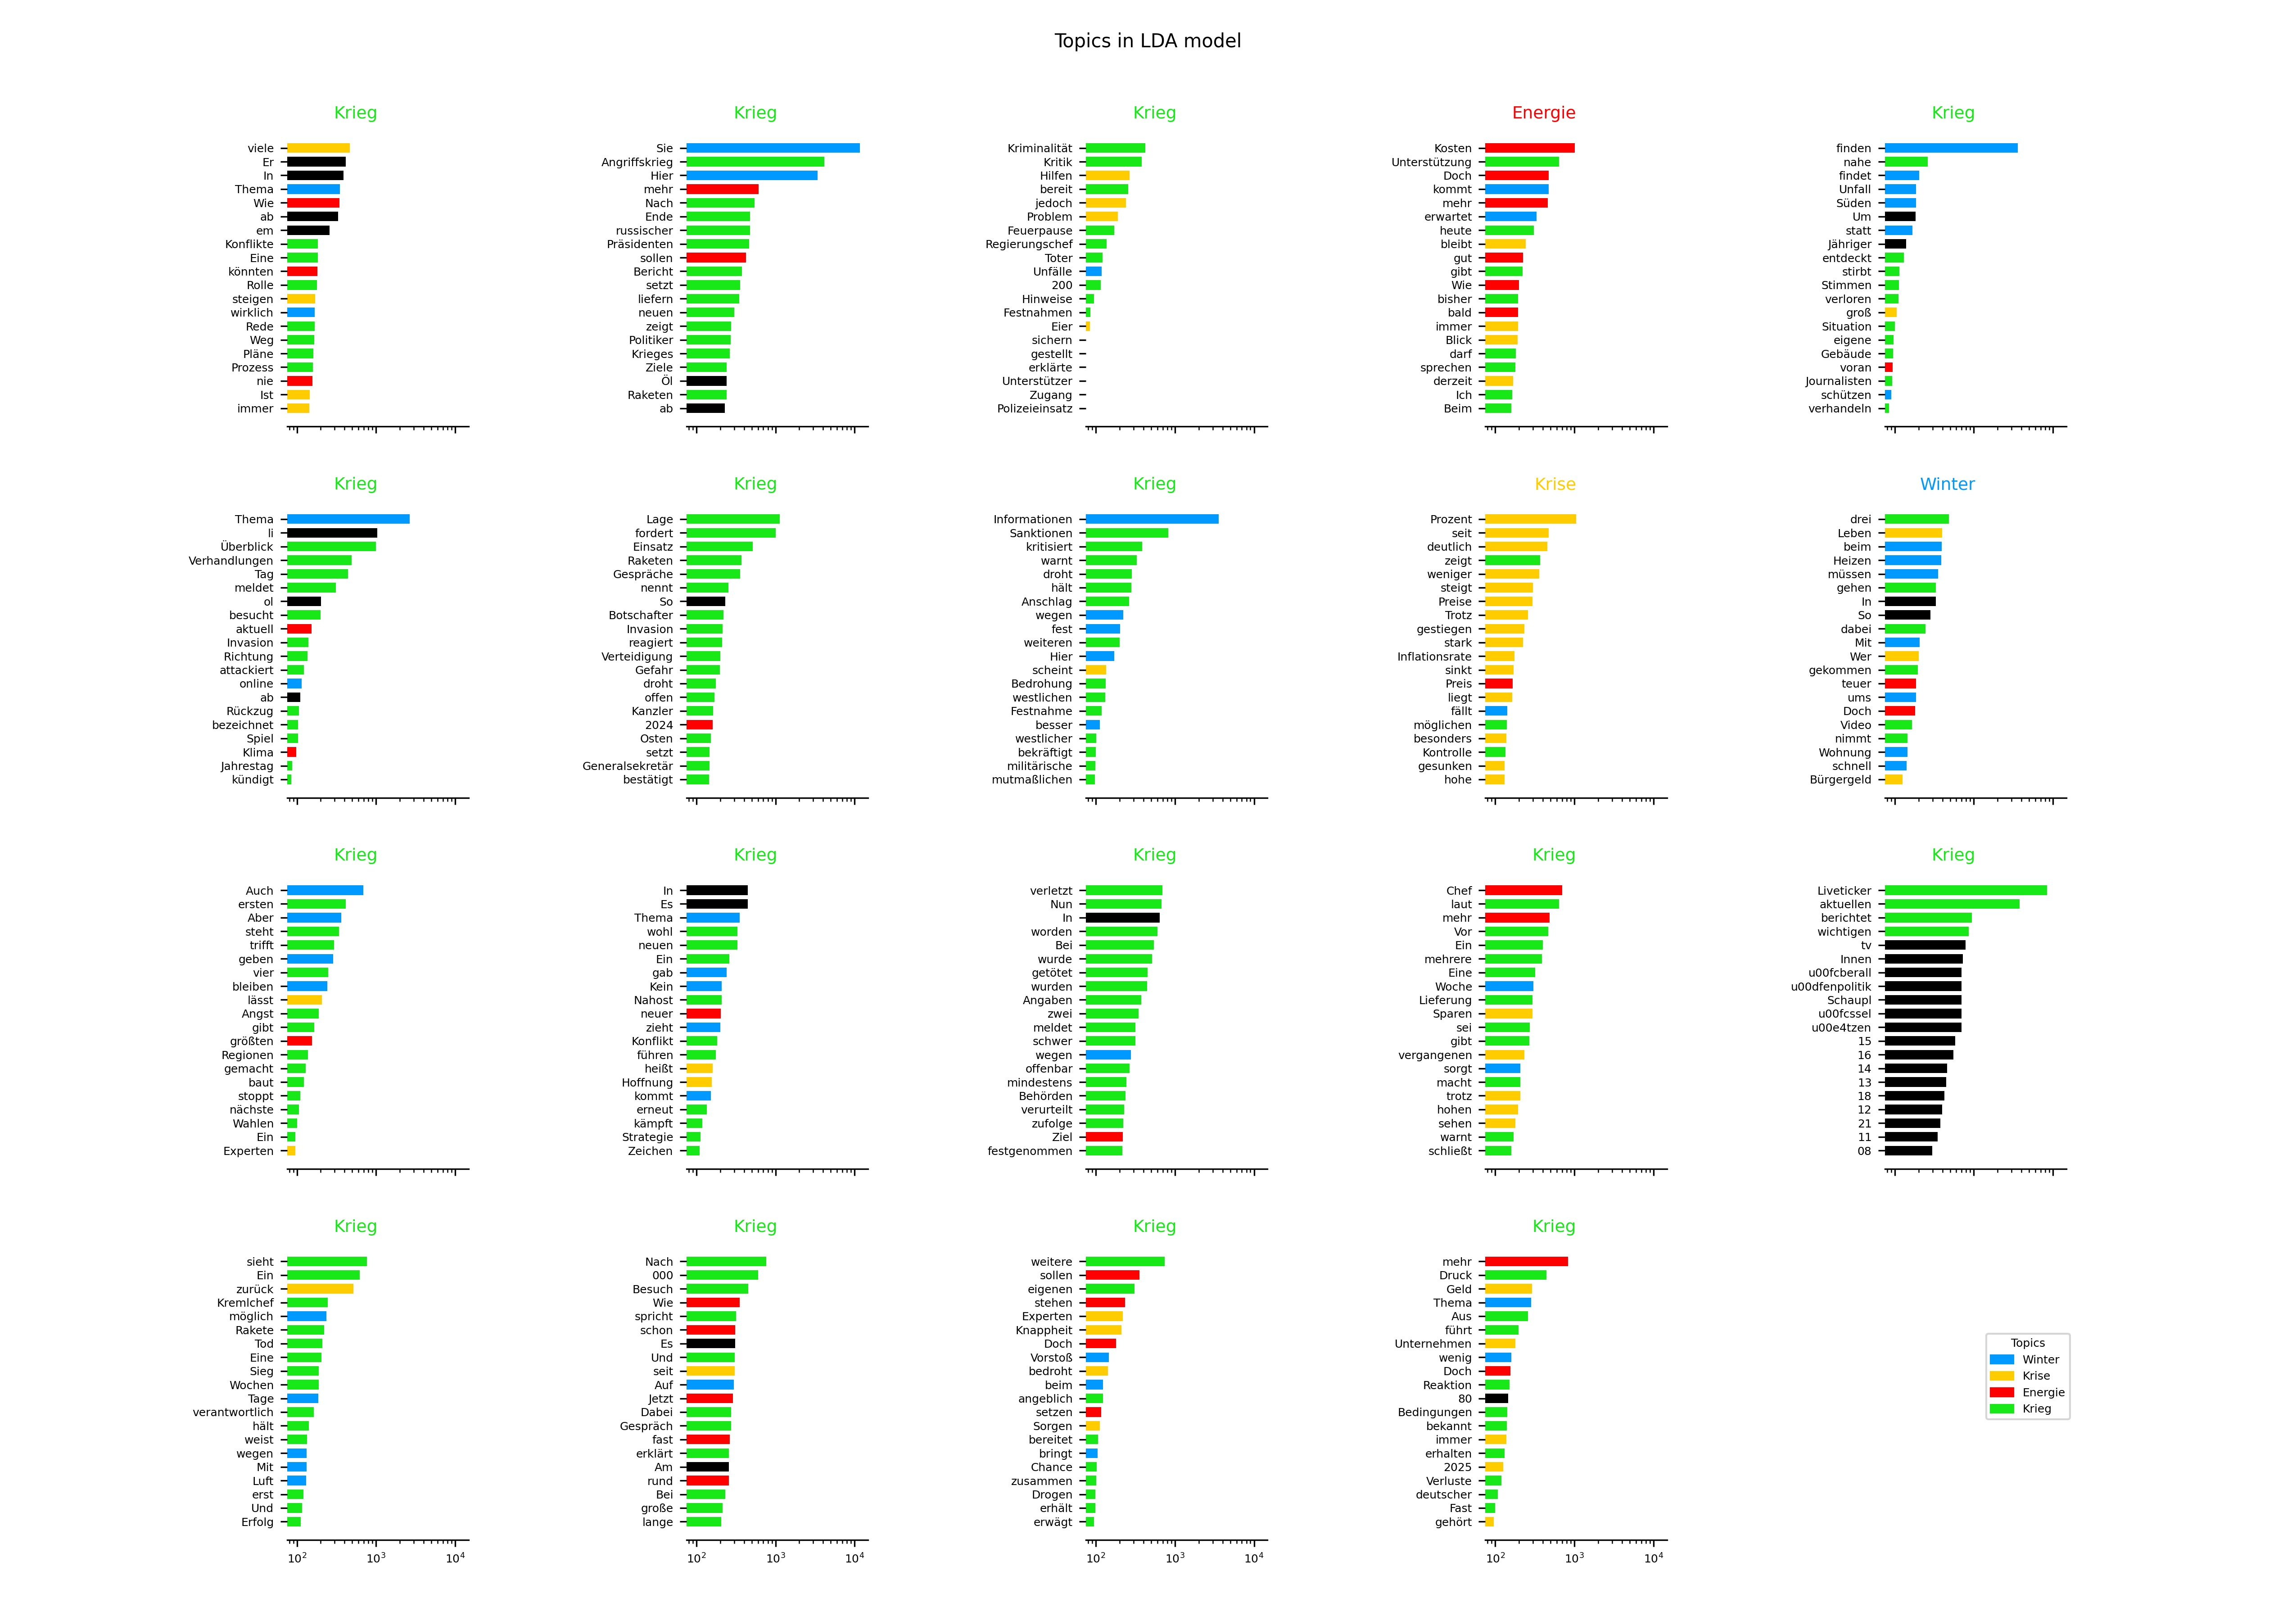 Topics in LDA model
Krieg
viele
Er
In
Thema
Wie
ab
em
Konflikte
Eine
könnten
Rolle
steigen
wirklich
Rede
Weg
Pläne
Prozess
nie
Ist
immer
Krieg
Sie
Angriffskrieg
Hier
mehr
Nach
Ende
russischer
Präsidenten
sollen
Bericht
setzt
liefern
neuen
zeigt
Politiker
Krieges
Ziele
Öl
Raketen
ab
Krieg
Kriminalität
Kritik
Hilfen
bereit
jedoch
Problem
Feuerpause
Regierungschef
Toter
Unfälle
200
Hinweise
Festnahmen
Eier
sichern
gestellt
erklärte
Unterstützer
Zugang
Polizeieinsatz
Energie
Kosten
Unterstützung
Doch
kommt
mehr
erwartet
heute
bleibt
gut
gibt
Wie
bisher
bald
immer
Blick
darf
sprechen
derzeit
Ich
Beim
Krieg
finden
nahe
findet
Unfall
Süden
Um
statt
Jähriger
entdeckt
stirbt
Stimmen
verloren
groß
Situation
eigene
Gebäude
voran
Journalisten
schützen
verhandeln
Krieg
Thema
li
Überblick
Verhandlungen
Tag
meldet
ol
besucht
aktuell
Invasion
Richtung
attackiert
online
ab
Rückzug
bezeichnet
Spiel
Klima
Jahrestag
kündigt
Krieg
Lage
fordert
Einsatz
Raketen
Gespräche
nennt
So
Botschafter
Invasion
reagiert
Verteidigung
Gefahr
droht
offen
Kanzler
2024
Osten
setzt
Generalsekretär
bestätigt
Krieg
Informationen
Sanktionen
kritisiert
warnt
droht
hält
Anschlag
wegen
fest
weiteren
Hier
scheint
Bedrohung
westlichen
Festnahme
besser
westlicher
bekräftigt
militärische
mutmaßlichen
Krise
Prozent
seit
deutlich
zeigt
weniger
steigt
Preise
Trotz
gestiegen
stark
Inflationsrate
sinkt
Preis
liegt
fällt
möglichen
besonders
Kontrolle
gesunken
hohe
Winter
drei
Leben
beim
Heizen
müssen
gehen
In
So
dabei
Mit
Wer
gekommen
teuer
ums
Doch
Video
nimmt
Wohnung
schnell
Bürgergeld
Krieg
Auch
ersten
Aber
steht
trifft
geben
vier
bleiben
lässt
Angst
gibt
größten
Regionen
gemacht
baut
stoppt
nächste
Wahlen
Ein
Experten
Krieg
In
Es
Thema
wohl
neuen
Ein
gab
Kein
Nahost
neuer
zieht
Konflikt
führen
heißt
Hoffnung
kommt
erneut
kämpft
Strategie
Zeichen
Krieg
verletzt
Nun
In
worden
Bei
wurde
getötet
wurden
Angaben
zwei
meldet
schwer
wegen
offenbar
mindestens
Behörden
verurteilt
zufolge
Ziel
festgenommen
Krieg
Chef
laut
mehr
Vor
Ein
mehrere
Eine
Woche
Lieferung
Sparen
sei
gibt
vergangenen
sorgt
macht
trotz
hohen
sehen
warnt
schließt
Krieg
Liveticker
aktuellen
berichtet
wichtigen
tv
Innen
u00fcberall
u00dfenpolitik
Schaupl
u00fcssel
u00e4tzen
15
16
14
13
18
12
21
11
08
Krieg
sieht
Ein
zurück
Kremlchef
möglich
Rakete
Tod
Eine
Sieg
Wochen
Tage
verantwortlich
hält
weist
wegen
Mit
Luft
erst
Und
Erfolg
10² 10³ 10⁴
Krieg
Nach
000
Besuch
Wie
spricht
schon
Es
Und
seit
Auf
Jetzt
Dabei
Gespräch
fast
erklärt
Am
rund
Bei
große
lange
10² 10³ 10⁴
Krieg
weitere
sollen
eigenen
stehen
Experten
Knappheit
Doch
Vorstoß
bedroht
beim
angeblich
setzen
Sorgen
bereitet
bringt
Chance
zusammen
Drogen
erhält
erwägt
10² 10³ 10⁴
Krieg
mehr
Druck
Geld
Thema
Aus
führt
Unternehmen
wenig
Doch
Reaktion
80
Bedingungen
bekannt
immer
erhalten
2025
Verluste
deutscher
Fast
gehört
10² 10³ 10⁴
Topics
Winter
Krise
Energie
Krieg